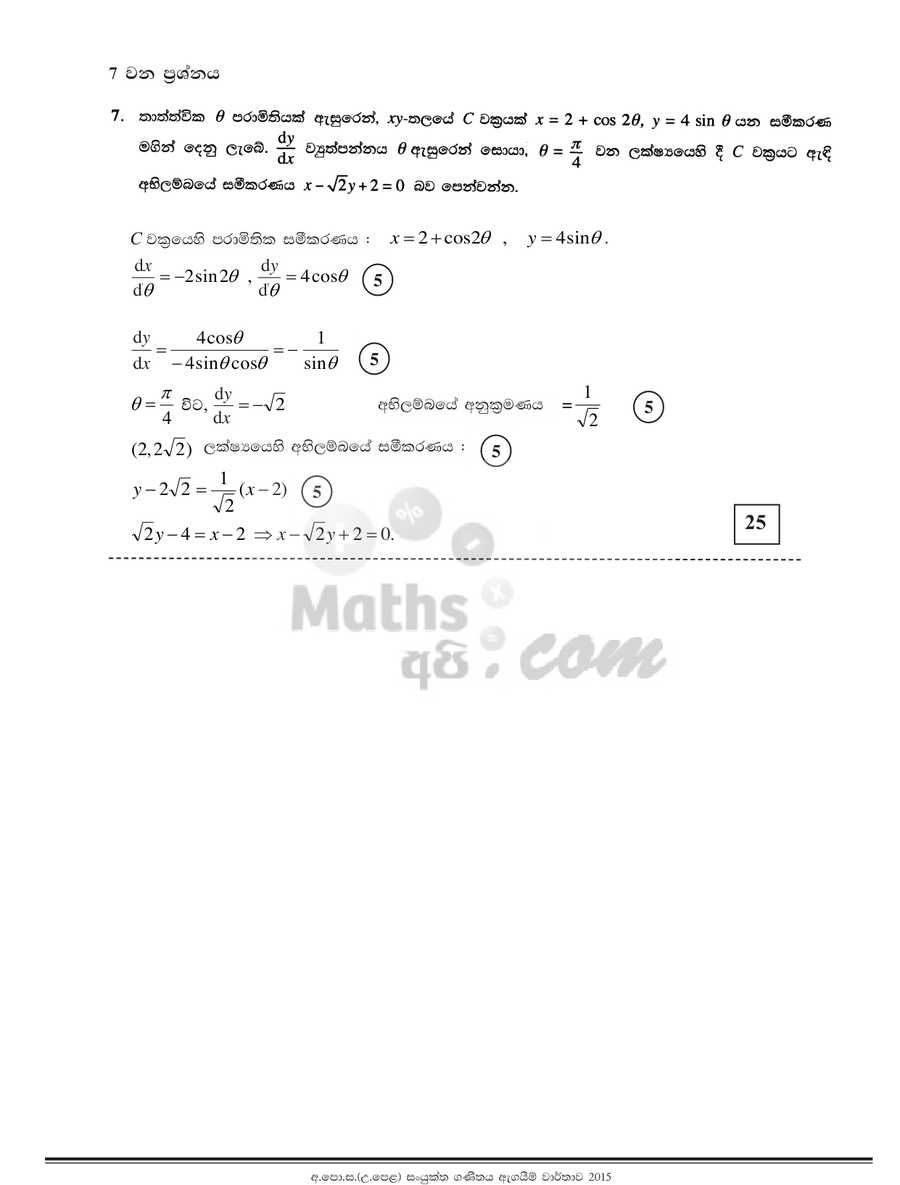 7 වන ප්‍රශ්නය
7. තාත්ත්වික θ පරාමිතියක් ඇසුරෙන්, xy-තලයේ C වක්‍රයක් x = 2 + cos 2θ, y = 4 sin θ යන සමීකරණ
මගින් දෙනු ලැබේ. dy/dx ව්‍යුත්පන්නය θ ඇසුරෙන් සොයා, θ = π/4 වන ලක්ෂ්‍යයෙහි දී C වක්‍රයට ඇඳි
අභිලම්බයේ සමීකරණය x − √2y + 2 = 0 බව පෙන්වන්න.
C වක්‍රයෙහි පරාමිතික සමීකරණය : x = 2 + cos2θ , y = 4sinθ.
dx/dθ = −2sin2θ , dy/dθ = 4cosθ 5
dy/dx = 4cosθ/−4sinθcosθ = − 1/sinθ 5
θ = π/4 විට, dy/dx = −√2 අභිලම්බයේ අනුක්‍රමණය = 1/√2 5
(2, 2√2) ලක්ෂ්‍යයෙහි අභිලම්බයේ සමීකරණය : 5
y − 2√2 = 1/√2 (x − 2) 5
√2y − 4 = x − 2 ⇒ x − √2y + 2 = 0. 25
Maths
අපි.com
අ.පො.ස.(උ.පෙළ) සංයුක්ත ගණිතය ඇගයීම් වාර්තාව 2015